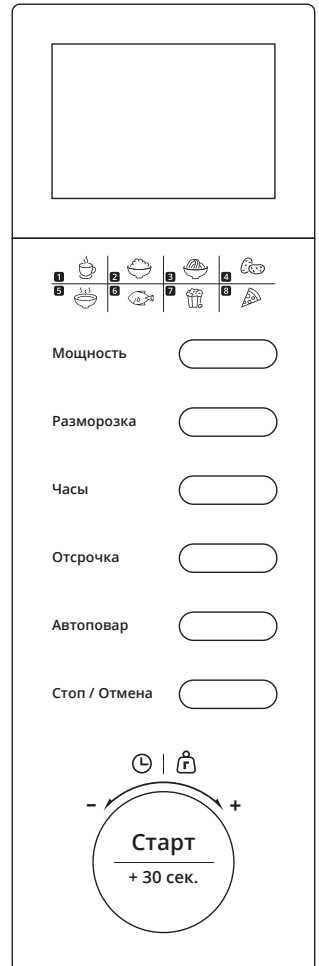 1 2 3 4
5 6 7 8
Мощность
Разморозка
Часы
Отсрочка
Автоповар
Стоп / Отмена
г
− +
Старт
+ 30 сек.